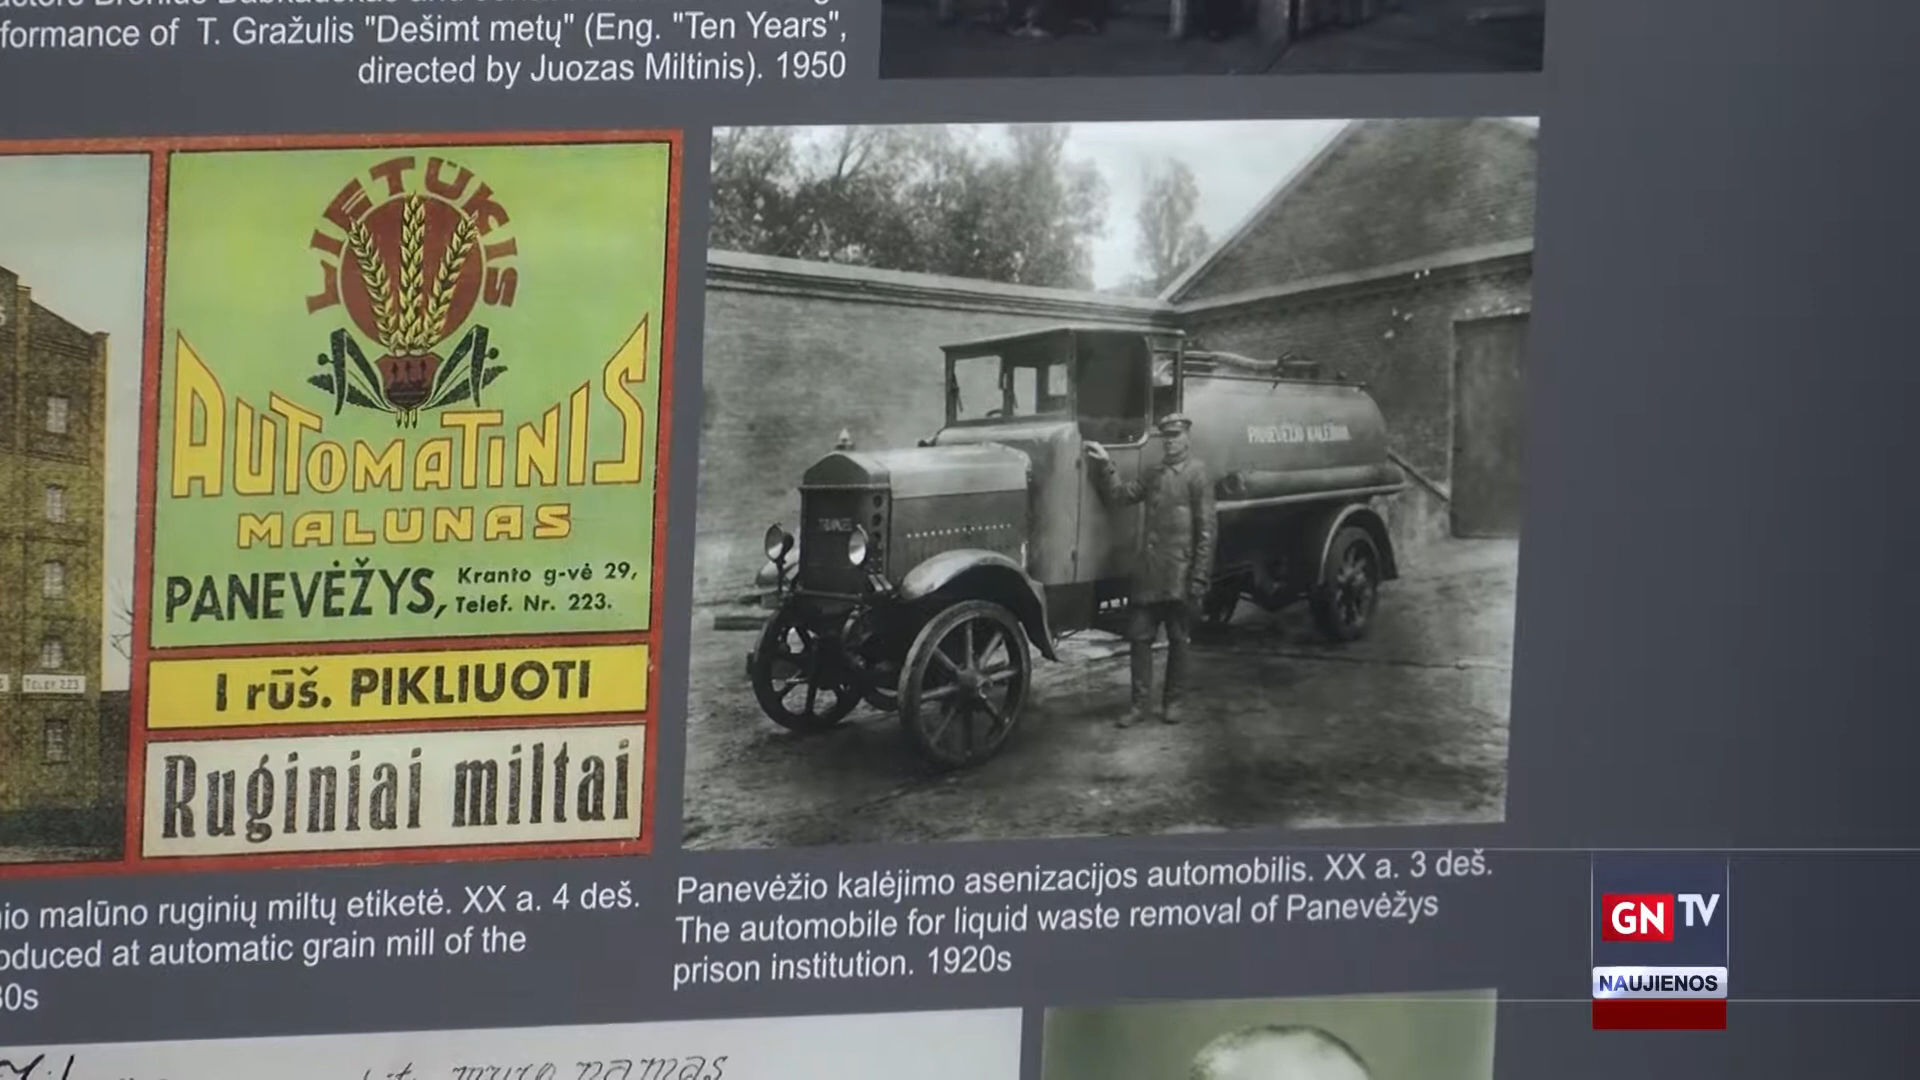 formance of T. Gražulis "Dešimt metų" (Eng. "Ten Years",
directed by Juozas Miltinis). 1950
LIETŪKIS
AUTOMATINIS
MALŪNAS
PANEVĖŽYS, Kranto g-vė 29,
Telef. Nr. 223.
I rūš. PIKLIUOTI
Ruginiai miltai
TELEF. 223
PANEVĖŽIO KALĖJIMO
io malūno ruginių miltų etiketė. XX a. 4 deš.
oduced at automatic grain mill of the
30s
Panevėžio kalėjimo asenizacijos automobilis. XX a. 3 deš.
The automobile for liquid waste removal of Panevėžys
prison institution. 1920s
namas
GNTV
NAUJIENOS